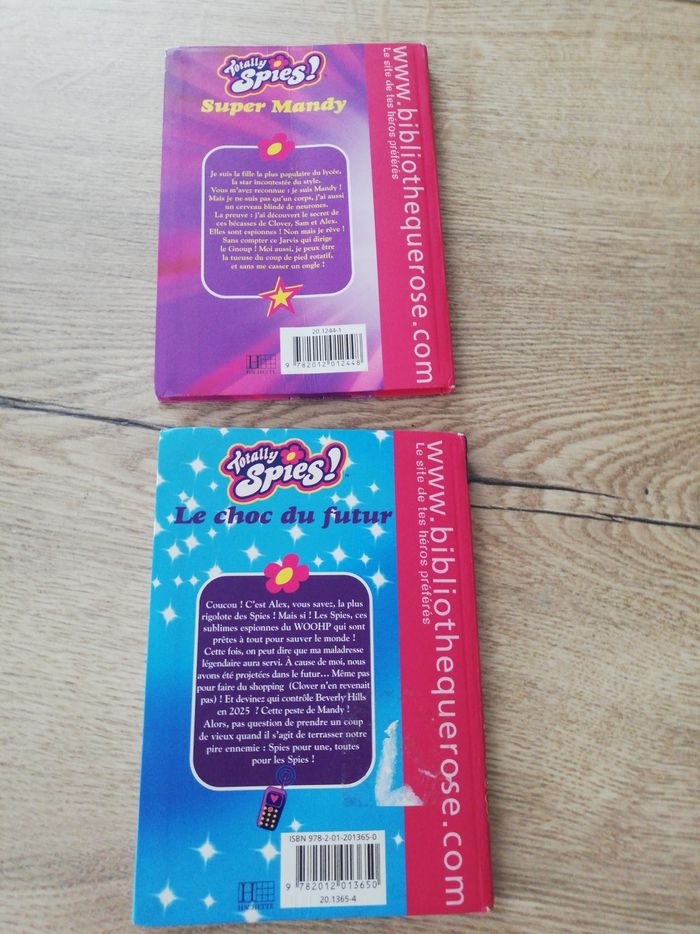 Totally
Spies!
Super Mandy
Je suis la fille la plus populaire du lycée,
la star incontestée du style.
Vous m'avez reconnue : je suis Mandy !
Mais je ne suis pas qu'un corps, j'ai aussi
un cerveau blindé de neurones.
La preuve : j'ai découvert le secret de
ces bécasses de Clover, Sam et Alex.
Elles sont espionnes ! Non mais je rêve !
Sans compter ce Jarvis qui dirige
le Gnoup ! Moi aussi, je peux être
la tueuse du coup de pied rotatif,
et sans me casser un ongle !
20.1244-1
9 782012 012448
HACHETTE
www.bibliothequerose.com
Le site de tes héros préférés
Totally
Spies!
Le choc du futur
Coucou ! C'est Alex, vous savez, la plus
rigolote des Spies ! Mais si ! Les Spies, ces
sublimes espionnes du WOOHP qui sont
prêtes à tout pour sauver le monde !
Cette fois, on peut dire que ma maladresse
légendaire aura servi. À cause de moi, nous
avons été projetées dans le futur... Même pas
pour faire du shopping (Clover n'en revenait
pas) ! Et devinez qui contrôle Beverly Hills
en 2025 ? Cette peste de Mandy !
Alors, pas question de prendre un coup
de vieux quand il s'agit de terrasser notre
pire ennemie : Spies pour une, toutes
pour les Spies !
ISBN 978-2-01-201365-0
9 782012 013650
20.1365-4
HACHETTE
www.bibliothequerose.com
Le site de tes héros préférés